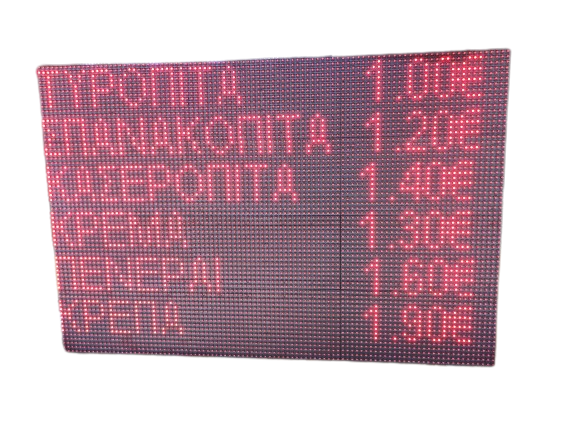 ΤΥΡΟΠΙΤΑ 1.00€
ΣΠΑΝΑΚΟΠΙΤΑ 1.20€
ΚΑΣΕΡΟΠΙΤΑ 1.40€
ΚΡΕΜΑ 1.30€
ΠΕΝΕΡΑΙ 1.60€
ΚΡΕΠΑ 1.90€